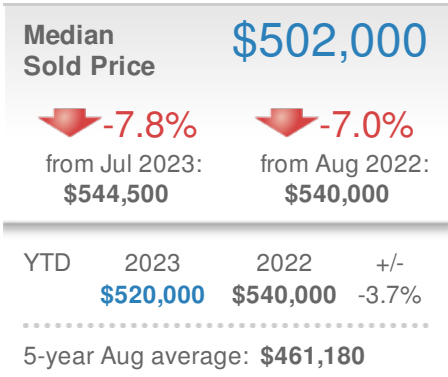 Median $502,000
Sold Price
-7.8% -7.0%
from Jul 2023: from Aug 2022:
$544,500 $540,000
YTD 2023 2022 +/-
$520,000 $540,000 -3.7%
5-year Aug average: $461,180